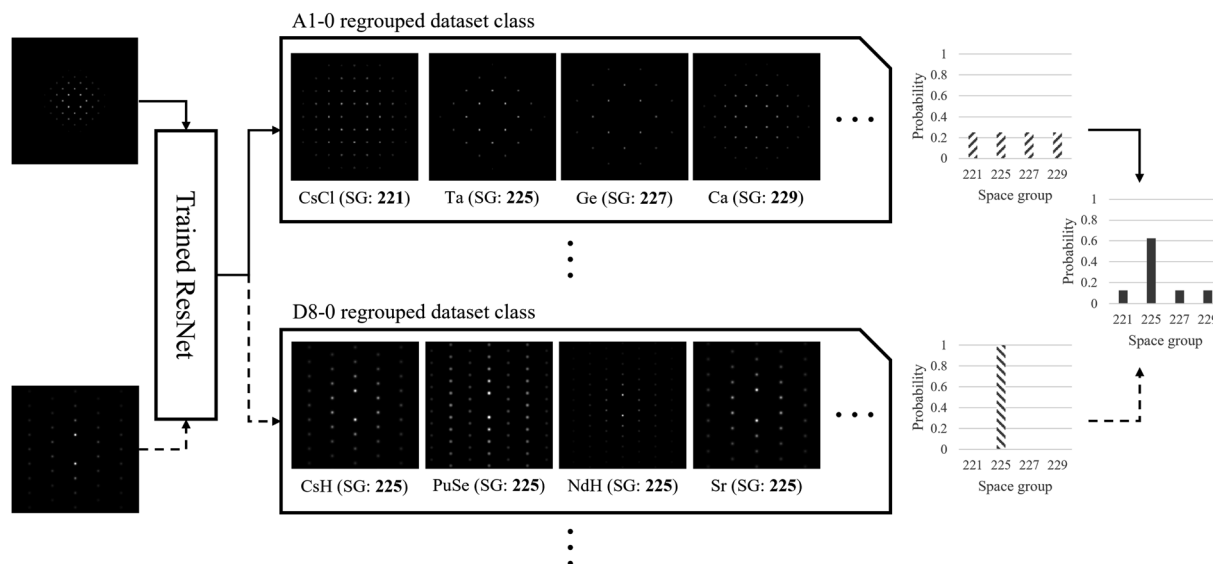 A1-0 regrouped dataset class
CsCl (SG: 221)
Ta (SG: 225)
Ge (SG: 227)
Ca (SG: 229)
Trained ResNet
D8-0 regrouped dataset class
CsH (SG: 225)
PuSe (SG: 225)
NdH (SG: 225)
Sr (SG: 225)
Probability
1
0.8
0.6
0.4
0.2
0
221 225 227 229
Space group
Probability
1
0.8
0.6
0.4
0.2
0
221 225 227 229
Space group
Probability
1
0.8
0.6
0.4
0.2
0
221 225 227 229
Space group